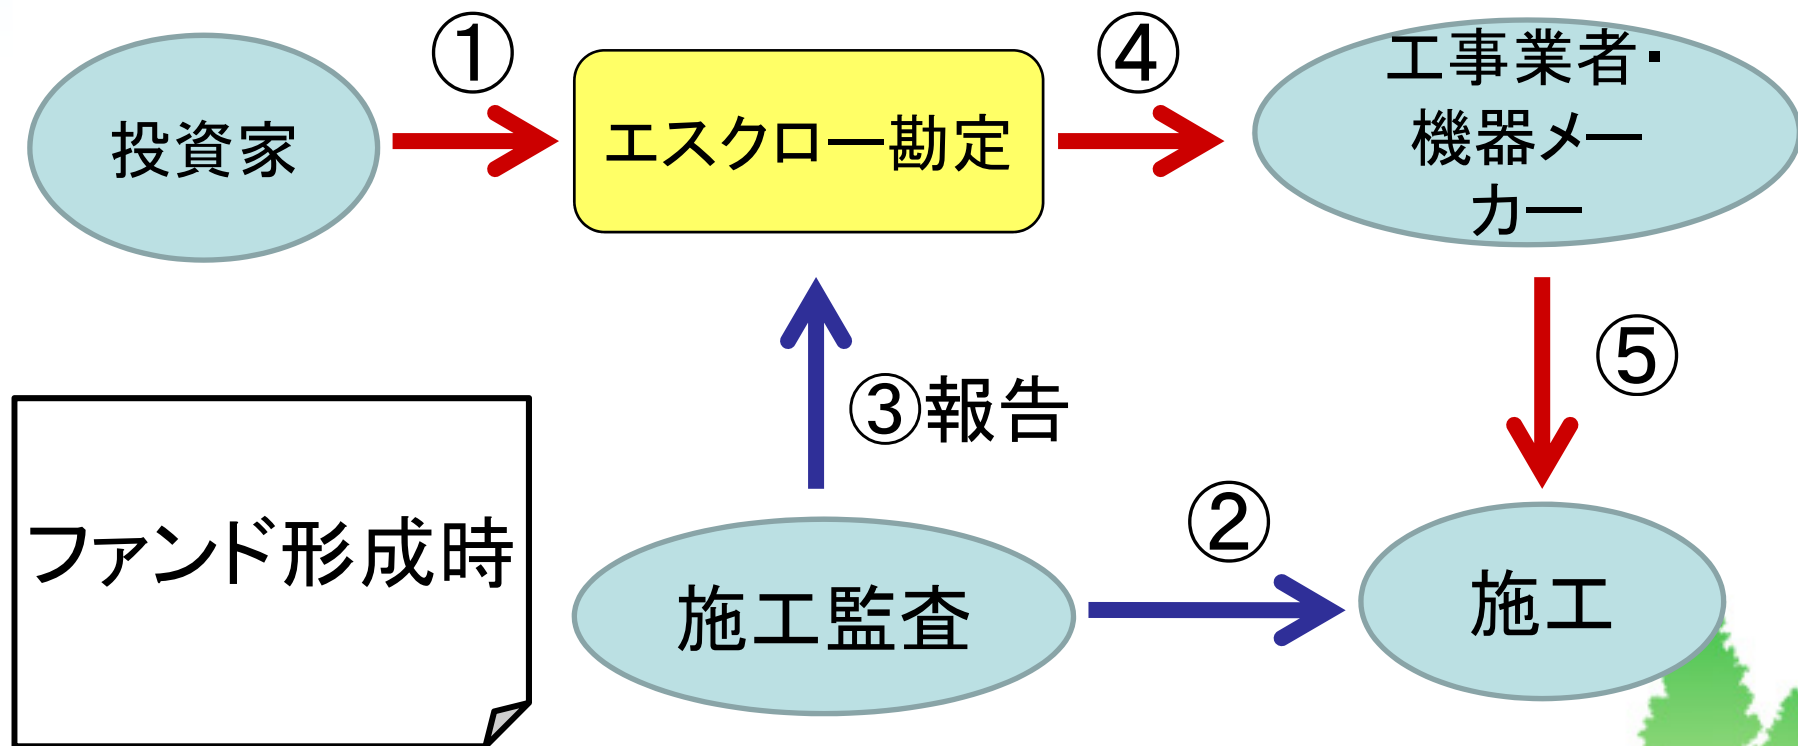 ①
④
投資家
エスクロー勘定
工事業者・
機器メー
カー
⑤
③報告
②
ファンド形成時
施工監査
施工